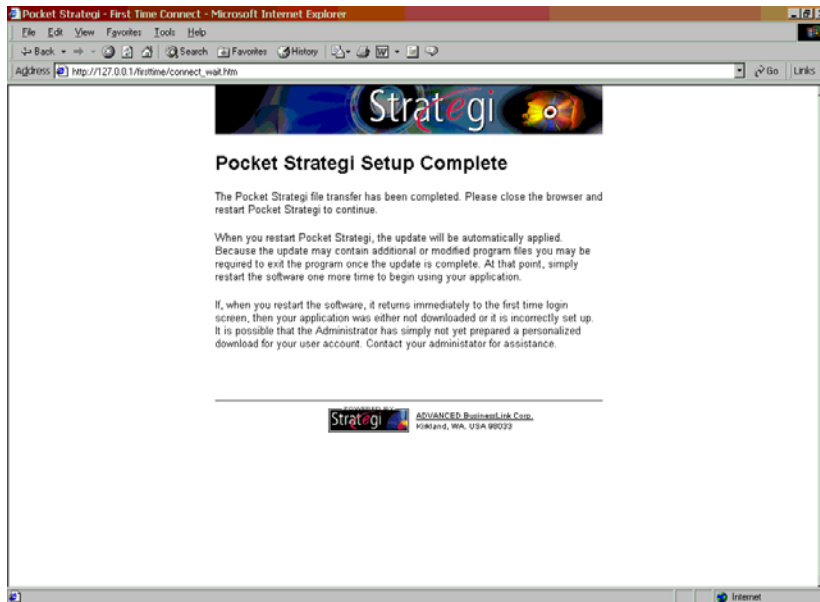 Pocket Strategi - First Time Connect - Microsoft Internet Explorer
File Edit View Favorites Tools Help
Back Search Favorites History
Address http://127.0.0.1/firsttime/connect_wait.htm Go Links
Strategi
Pocket Strategi Setup Complete
The Pocket Strategi file transfer has been completed. Please close the browser and
restart Pocket Strategi to continue.
When you restart Pocket Strategi, the update will be automatically applied.
Because the update may contain additional or modified program files you may be
required to exit the program once the update is complete. At that point, simply
restart the software one more time to begin using your application.
If, when you restart the software, it returns immediately to the first time login
screen, then your application was either not downloaded or it is incorrectly set up.
It is possible that the Administrator has simply not yet prepared a personalized
download for your user account. Contact your administator for assistance.
POWERED BY
Strategi
ADVANCED BusinessLink Corp.
Kirkland, WA, USA 98033
Internet